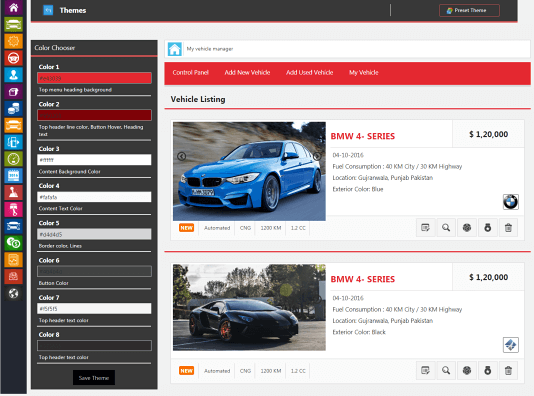 Themes
Preset Theme
Color Chooser
Color 1
Top menu heading background
Color 2
Top header line color, Button Hover, Heading
text
Color 3
#ffffff
Content Background Color
Color 4
#fafafa
Content Text Color
Color 5
#d4d4d5
Border color, Lines
Color 6
Button Color
Color 7
#f5f5f5
Top header text color
Color 8
Top header text color
Save Theme
My vehicle manager
Control Panel Add New Vehicle Add Used Vehicle My Vehicle
Vehicle Listing
BMW 4- SERIES $ 1,20,000
04-10-2016
Fuel Consumption : 40 KM City / 30 KM Highway
Location: Gujranwala, Punjab Pakistan
Exterior Color: Blue
NEW Automated CNG 1200 KM 1.2 CC
BMW 4- SERIES $ 1,20,000
04-10-2016
Fuel Consumption : 40 KM City / 30 KM Highway
Location: Gujranwala, Punjab Pakistan
Exterior Color: Black
NEW Automated CNG 1200 KM 1.2 CC